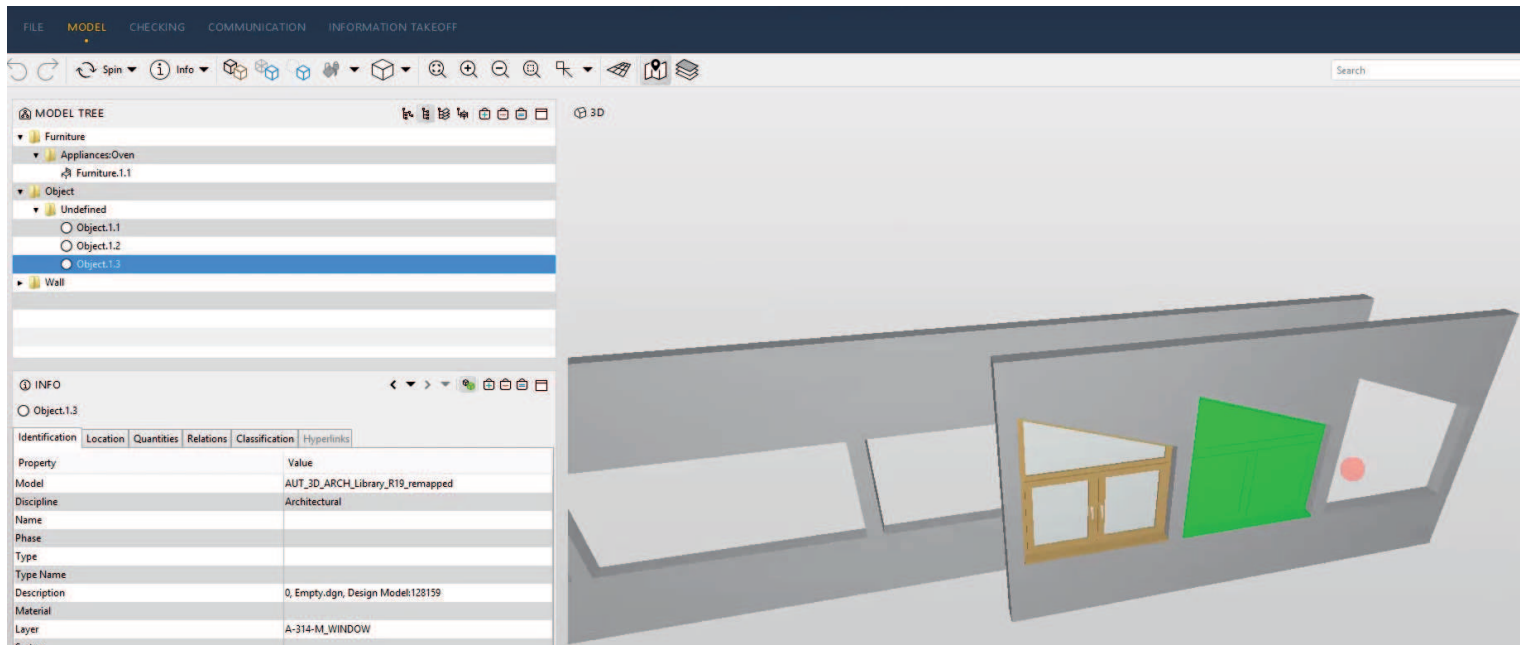 FILE MODEL CHECKING COMMUNICATION INFORMATION TAKEOFF
Spin Info Search
MODEL TREE
3D
Furniture
Appliances:Oven
Furniture.1.1
Object
Undefined
Object.1.1
Object.1.2
Object.1.3
Wall
INFO
Object.1.3
Identification Location Quantities Relations Classification Hyperlinks
Property Value
Model AUT_3D_ARCH_Library_R19_remapped
Discipline Architectural
Name
Phase
Type
Type Name
Description 0, Empty.dgn, Design Model:128159
Material
Layer A-314-M_WINDOW